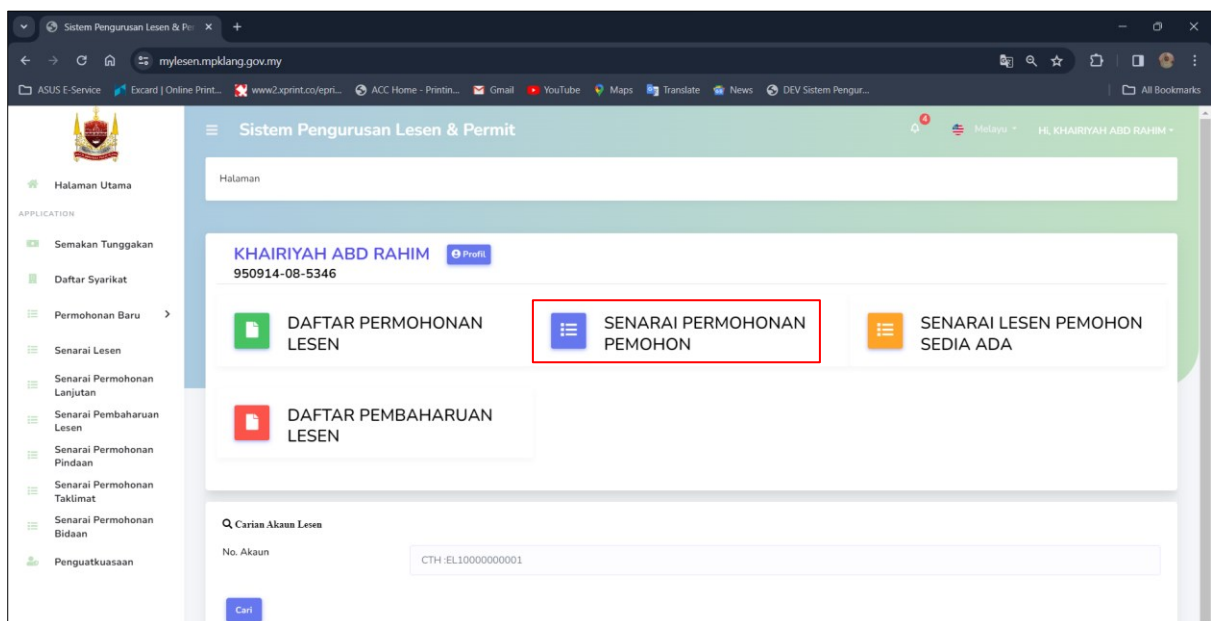 Sistem Pengurusan Lesen & Per
mylesen.mpklang.gov.my
ASUS E-Service
Excard | Online Print...
www2.xprint.co/epri...
ACC Home - Printin...
Gmail
YouTube
Maps
Translate
News
DEV Sistem Pengur...
All Bookmarks
Sistem Pengurusan Lesen & Permit
4
Melayu
HI, KHAIRIYAH ABD RAHIM
Halaman Utama
APPLICATION
Semakan Tunggakan
Daftar Syarikat
Permohonan Baru
Senarai Lesen
Senarai Permohonan
Lanjutan
Senarai Pembaharuan
Lesen
Senarai Permohonan
Pindaan
Senarai Permohonan
Taklimat
Senarai Permohonan
Bidaan
Penguatkuasaan
Halaman
KHAIRIYAH ABD RAHIM
Profil
950914-08-5346
DAFTAR PERMOHONAN
LESEN
SENARAI PERMOHONAN
PEMOHON
SENARAI LESEN PEMOHON
SEDIA ADA
DAFTAR PEMBAHARUAN
LESEN
Carian Akaun Lesen
No. Akaun
CTH :EL10000000001
Cari